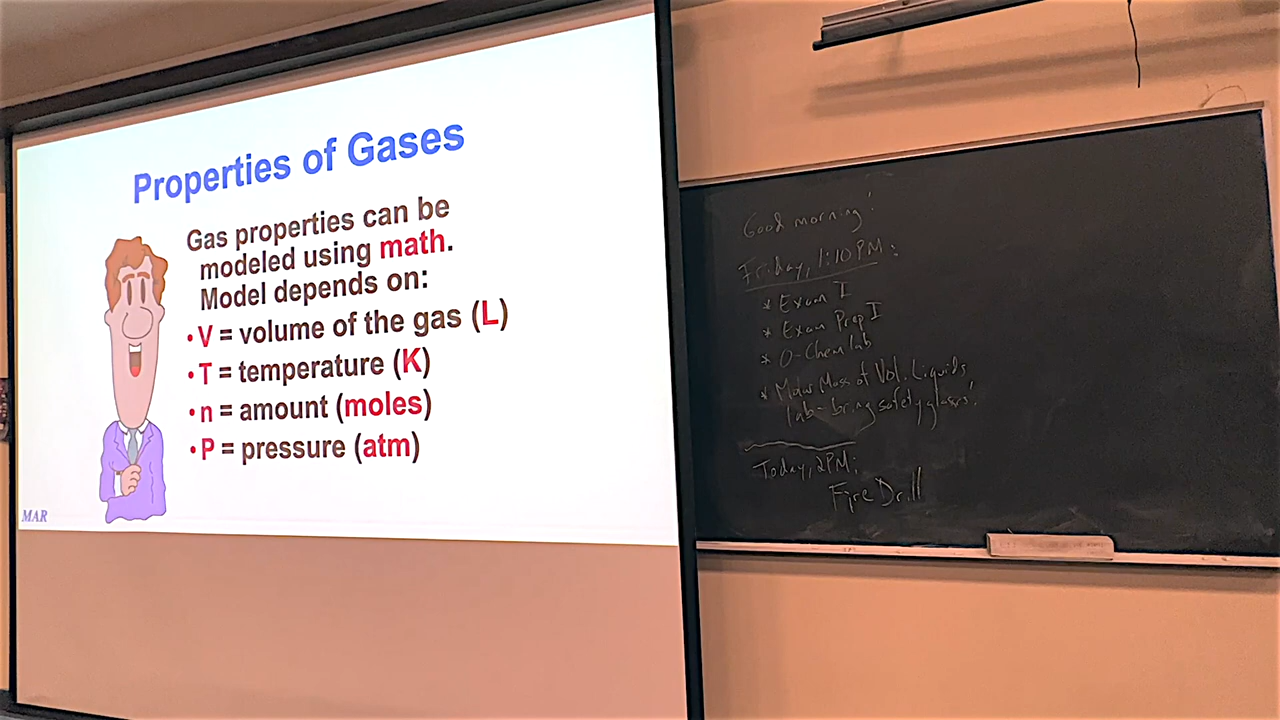 Properties of Gases
Gas properties can be
modeled using math.
Model depends on:
• V = volume of the gas (L)
• T = temperature (K)
• n = amount (moles)
• P = pressure (atm)
MAR
Good morning!
Friday, 1:10 PM:
* Exam I
* Exam Prep I
* O-Chem lab
* Molar Mass of Vol. Liquids
lab - bring safety glasses!
Today, 2PM:
Fire Drill